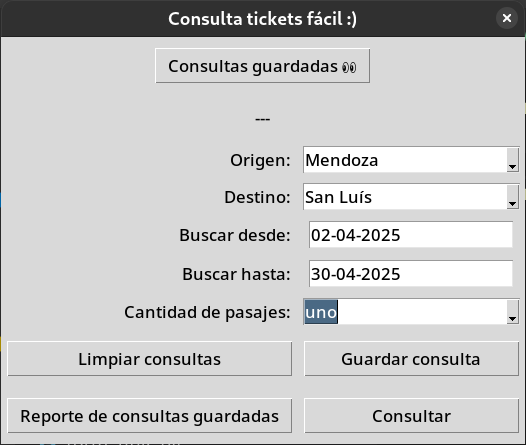 Consulta tickets fácil :)
Consultas guardadas 👀
---
Origen: Mendoza
Destino: San Luís
Buscar desde: 02-04-2025
Buscar hasta: 30-04-2025
Cantidad de pasajes: uno
Limpiar consultas Guardar consulta
Reporte de consultas guardadas Consultar